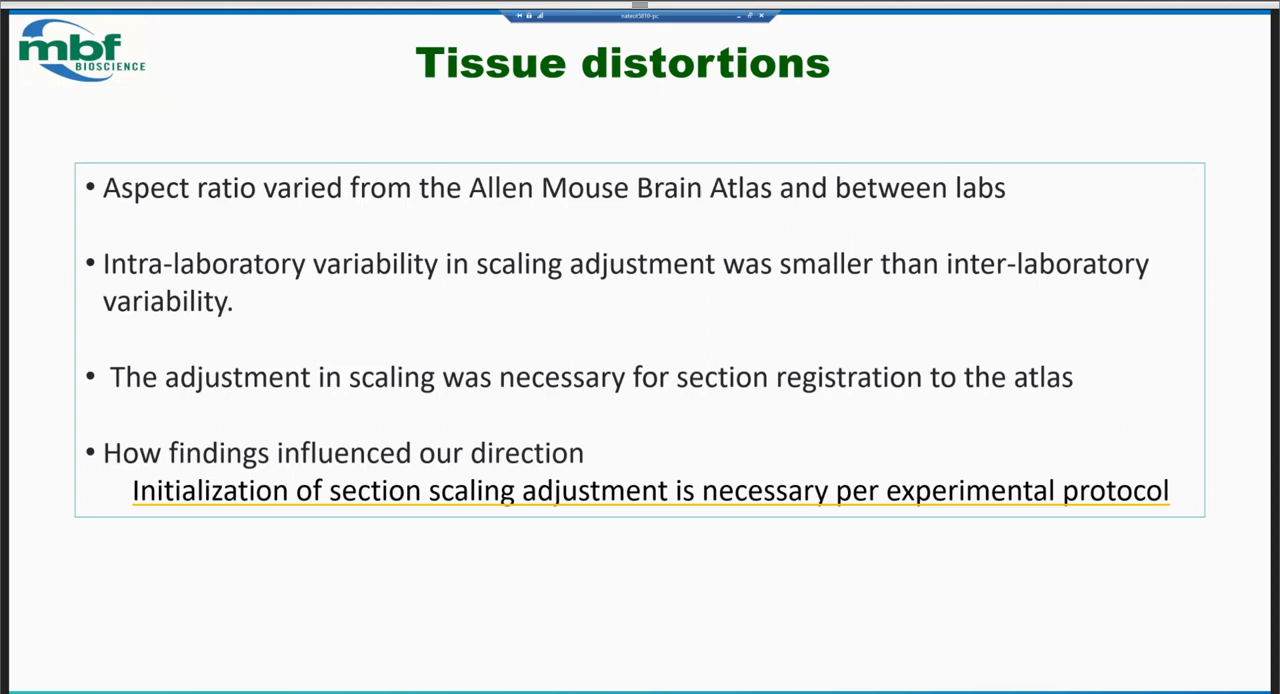 nateut5810-pc
mbf
BIOSCIENCE
Tissue distortions
• Aspect ratio varied from the Allen Mouse Brain Atlas and between labs
• Intra-laboratory variability in scaling adjustment was smaller than inter-laboratory
variability.
• The adjustment in scaling was necessary for section registration to the atlas
• How findings influenced our direction
Initialization of section scaling adjustment is necessary per experimental protocol